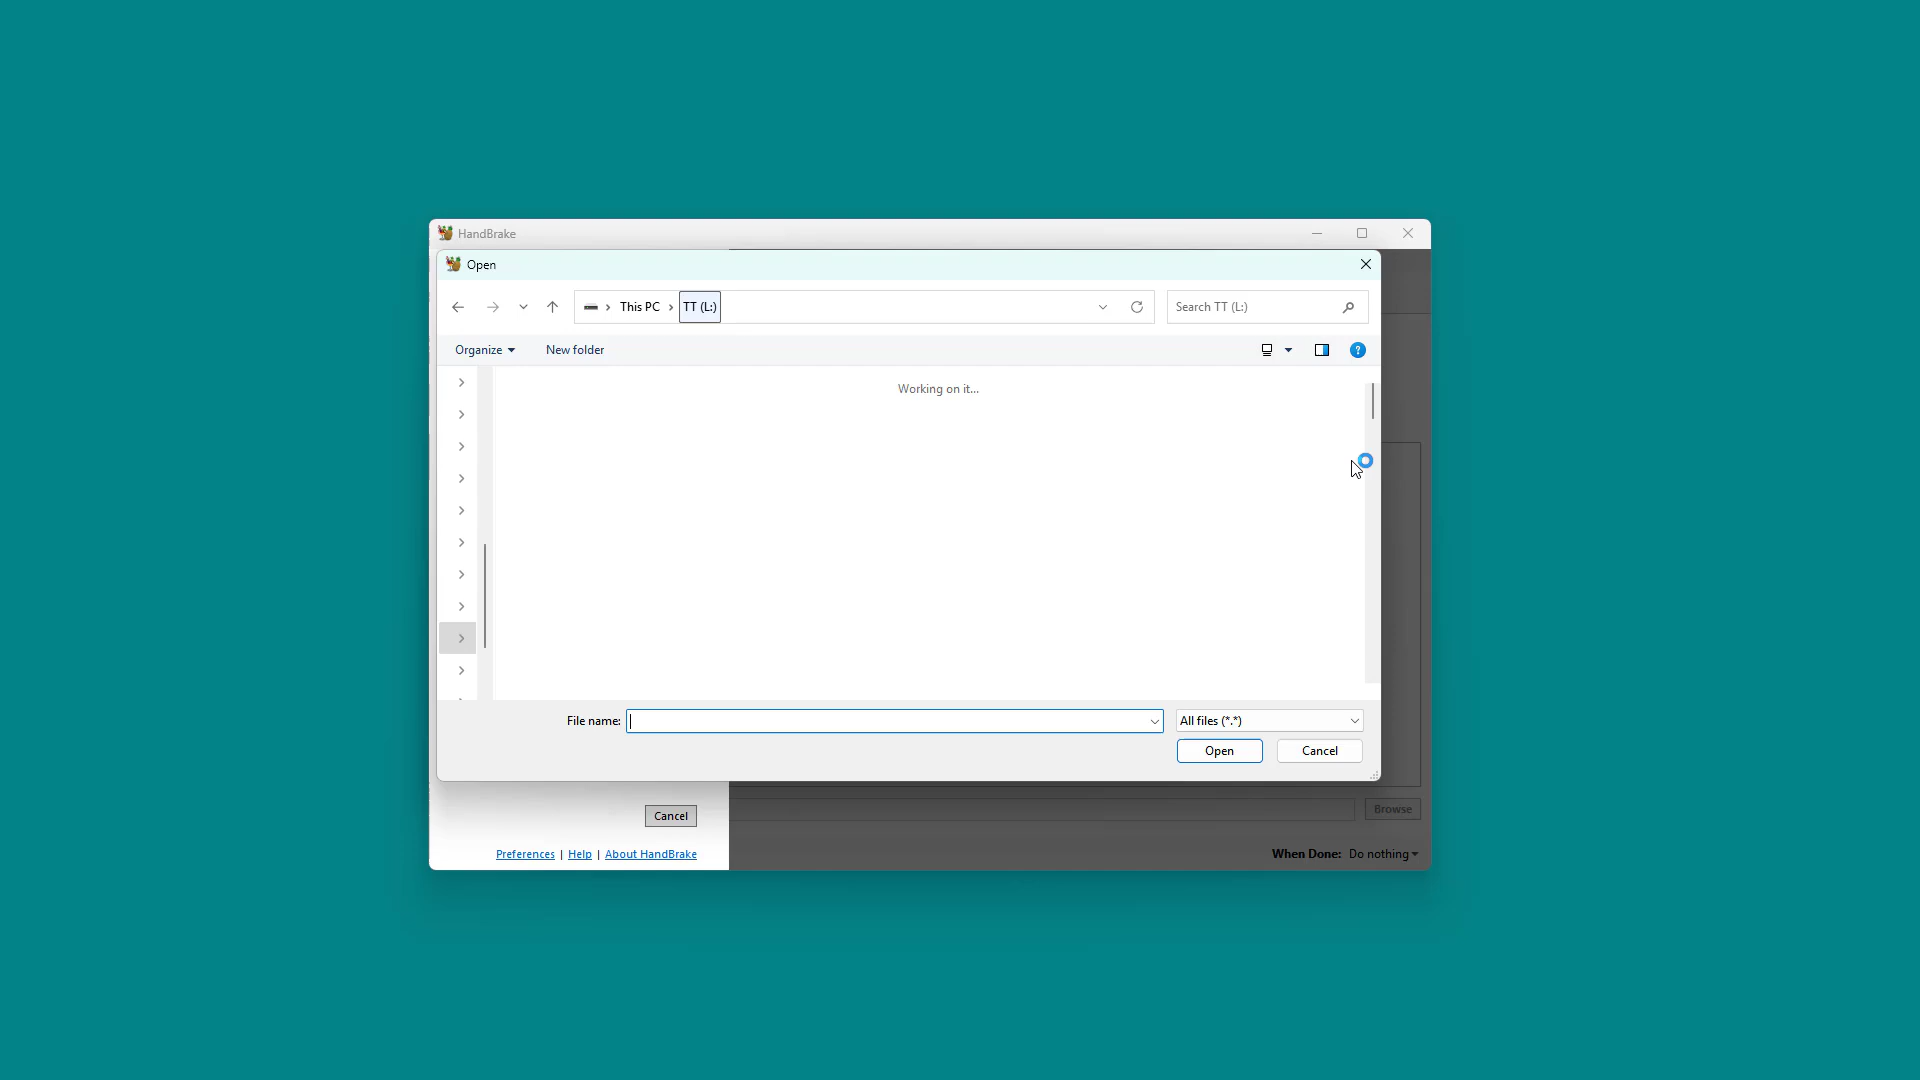 HandBrake
Open
This PC
TT (L:)
Search TT (L:)
Organize
New folder
?
Working on it...
File name:
All files (*.*)
Open
Cancel
Cancel
Browse
Preferences | Help | About HandBrake
When Done: Do nothing